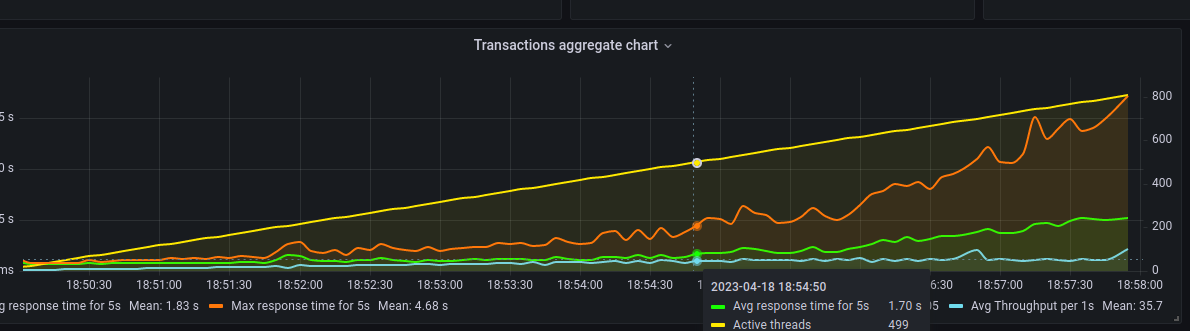 Transactions aggregate chart
5 s
0 s
5 s
ms
800
600
400
200
0
18:50:30 18:51:00 18:51:30 18:52:00 18:52:30 18:53:00 18:53:30 18:54:00 18:54:30 6:30 18:57:00 18:57:30 18:58:00
g response time for 5s Mean: 1.83 s Max response time for 5s Mean: 4.68 s Avg Throughput per 1s Mean: 35.7
2023-04-18 18:54:50
Avg response time for 5s 1.70 s
Active threads 499